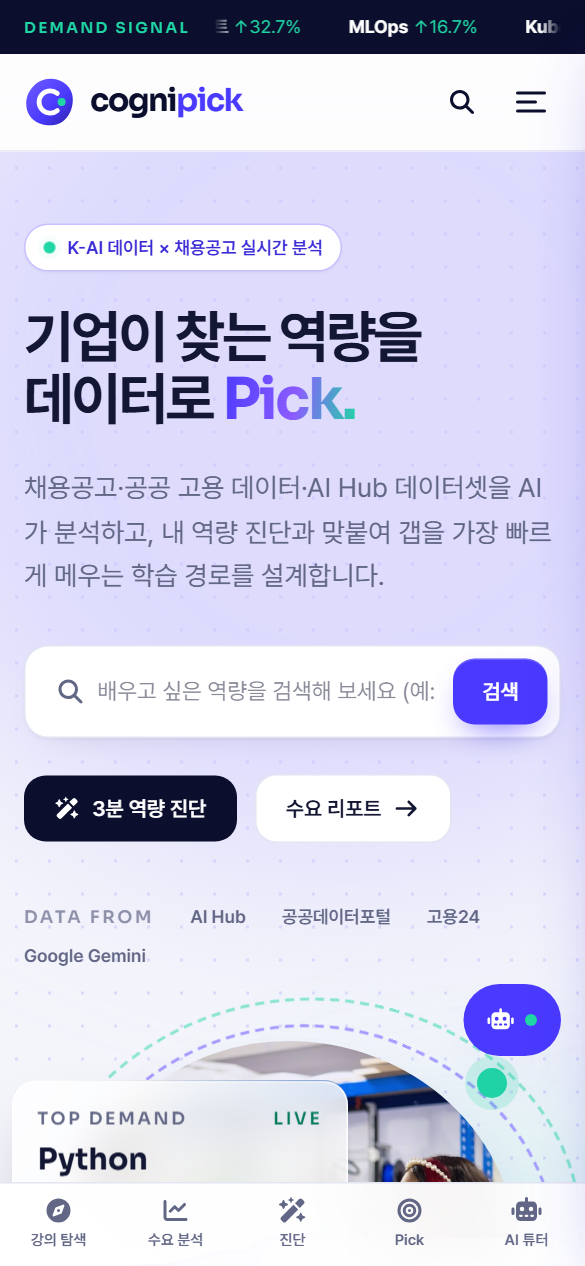 DEMAND SIGNAL ↑32.7% MLOps ↑16.7% Kub
cognipick
K-AI 데이터 × 채용공고 실시간 분석
기업이 찾는 역량을
데이터로 Pick.
채용공고·공공 고용 데이터·AI Hub 데이터셋을 AI
가 분석하고, 내 역량 진단과 맞붙여 갭을 가장 빠르
게 메우는 학습 경로를 설계합니다.
배우고 싶은 역량을 검색해 보세요 (예: 검색
3분 역량 진단 수요 리포트 →
DATA FROM AI Hub 공공데이터포털 고용24
Google Gemini
TOP DEMAND LIVE
Python
강의 탐색 수요 분석 진단 Pick AI 튜터